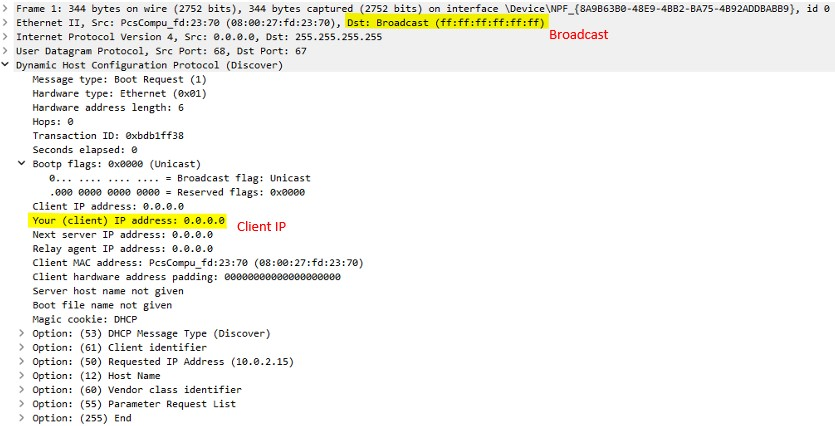 Frame 1: 344 bytes on wire (2752 bits), 344 bytes captured (2752 bits) on interface \Device\NPF_{8A9B63B0-48E9-4BB2-BA75-4B92ADDBABB9}, id 0
Ethernet II, Src: PcsCompu_fd:23:70 (08:00:27:fd:23:70), Dst: Broadcast (ff:ff:ff:ff:ff:ff)
Broadcast
Internet Protocol Version 4, Src: 0.0.0.0, Dst: 255.255.255.255
User Datagram Protocol, Src Port: 68, Dst Port: 67
Dynamic Host Configuration Protocol (Discover)
Message type: Boot Request (1)
Hardware type: Ethernet (0x01)
Hardware address length: 6
Hops: 0
Transaction ID: 0xbdb1ff38
Seconds elapsed: 0
Bootp flags: 0x0000 (Unicast)
0... .... .... .... = Broadcast flag: Unicast
.000 0000 0000 0000 = Reserved flags: 0x0000
Client IP address: 0.0.0.0
Your (client) IP address: 0.0.0.0
Client IP
Next server IP address: 0.0.0.0
Relay agent IP address: 0.0.0.0
Client MAC address: PcsCompu_fd:23:70 (08:00:27:fd:23:70)
Client hardware address padding: 00000000000000000000
Server host name not given
Boot file name not given
Magic cookie: DHCP
Option: (53) DHCP Message Type (Discover)
Option: (61) Client identifier
Option: (50) Requested IP Address (10.0.2.15)
Option: (12) Host Name
Option: (60) Vendor class identifier
Option: (55) Parameter Request List
Option: (255) End